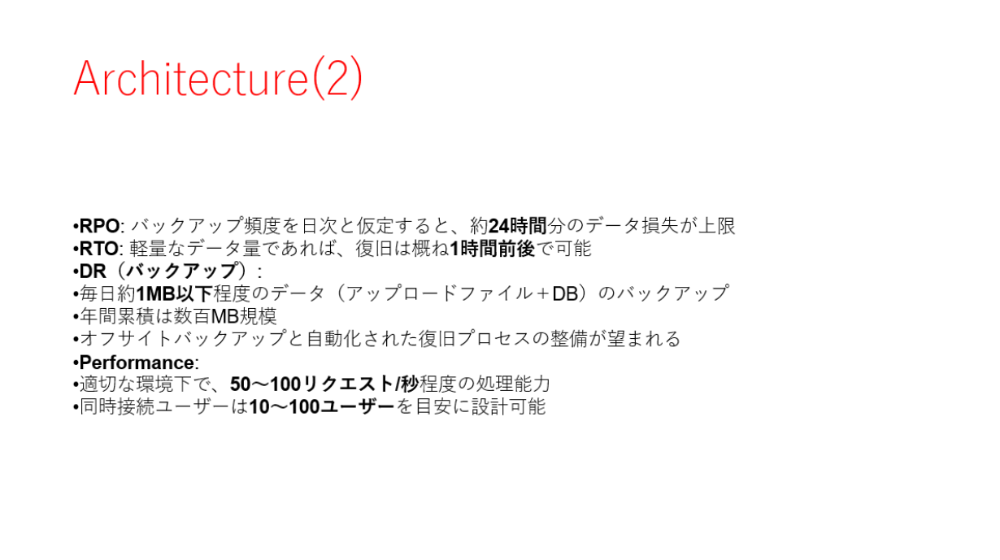 Architecture(2)
•RPO: バックアップ頻度を日次と仮定すると、約24時間分のデータ損失が上限
•RTO: 軽量なデータ量であれば、復旧は概ね1時間前後で可能
•DR（バックアップ）:
•毎日約1MB以下程度のデータ（アップロードファイル＋DB）のバックアップ
•年間累積は数百MB規模
•オフサイトバックアップと自動化された復旧プロセスの整備が望まれる
•Performance:
•適切な環境下で、50～100リクエスト/秒程度の処理能力
•同時接続ユーザーは10～100ユーザーを目安に設計可能